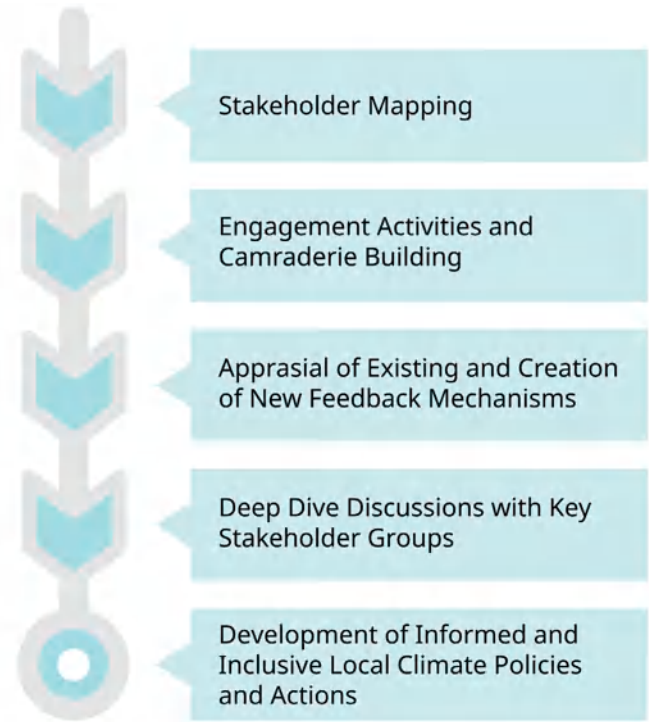 Stakeholder Mapping
Engagement Activities and
Camraderie Building
Apprasial of Existing and Creation
of New Feedback Mechanisms
Deep Dive Discussions with Key
Stakeholder Groups
Development of Informed and
Inclusive Local Climate Policies
and Actions